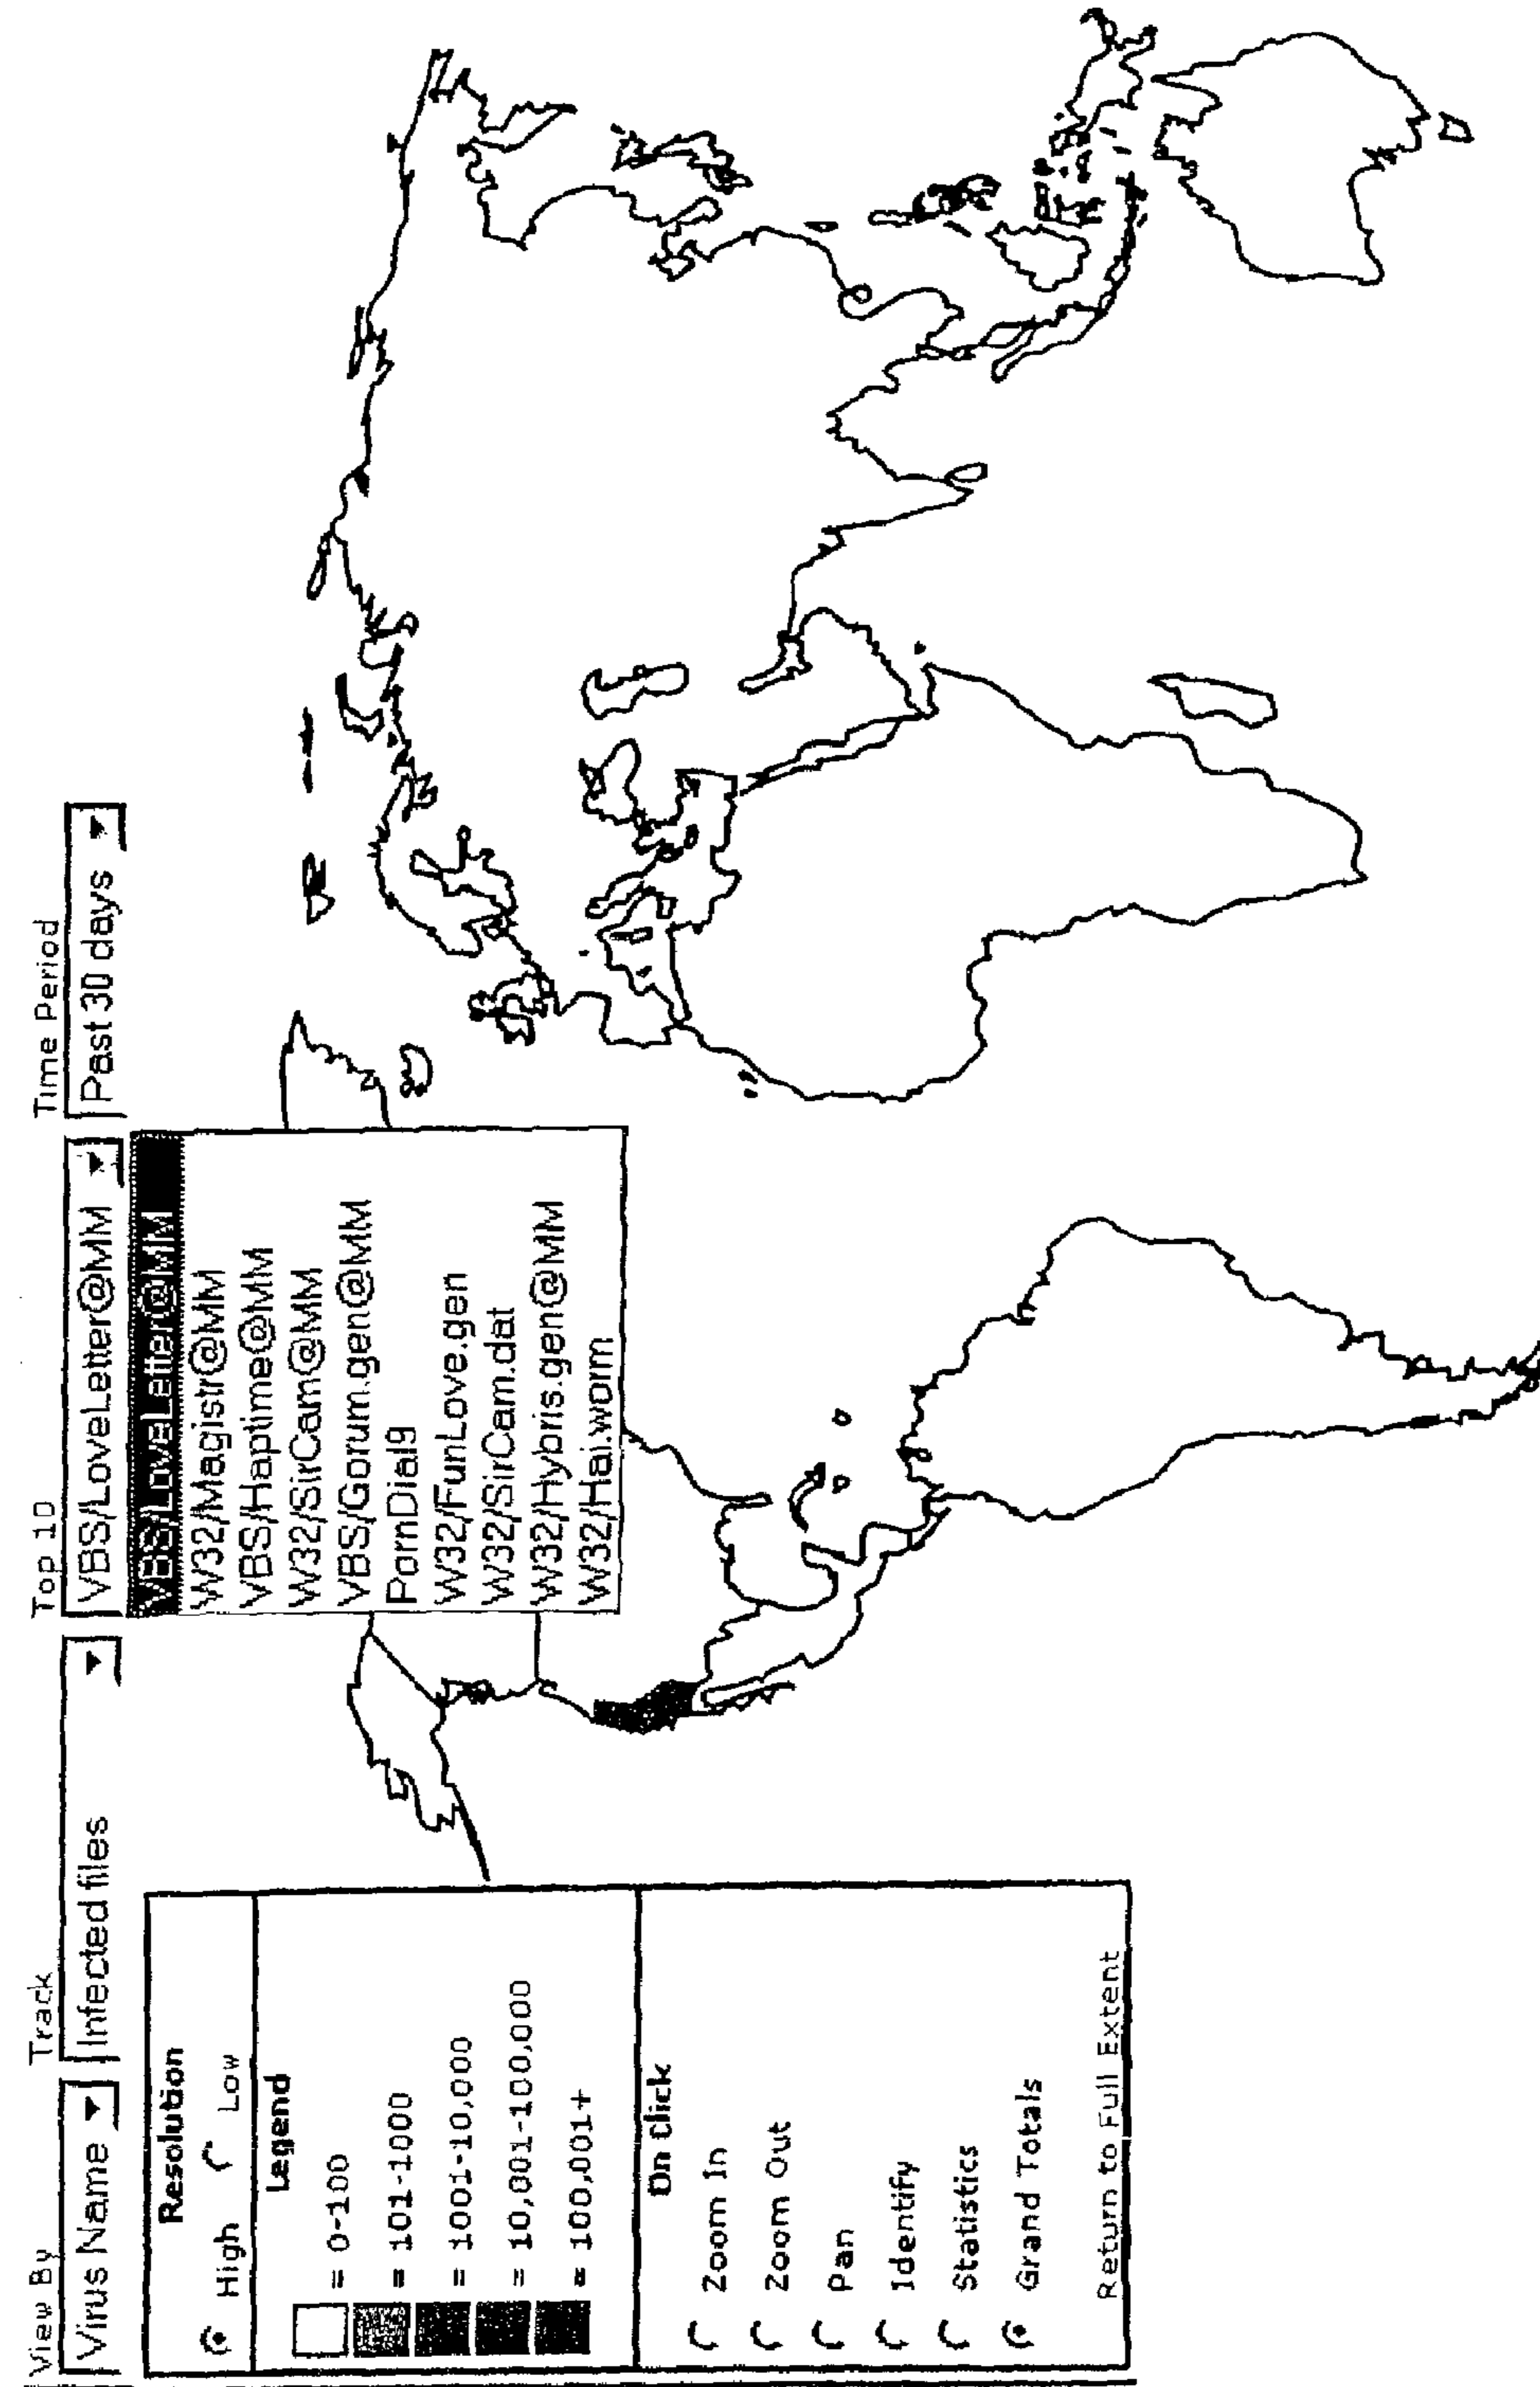 View By
Track
Top 10
Time Period
Virus Name
Infected files
VBS/LoveLetter@MM
Past 30 days
VBS/LoveLetter@MM
W32/Magistr@MM
VBS/Haptime@MM
W32/SirCam@MM
VBS/Gorum.gen@MM
PornDial9
W32/FunLove.gen
W32/SirCam.dat
W32/Hybris.gen@MM
W32/Hai.worm
Resolution
High
Low
Legend
= 0-100
= 101-1000
= 1001-10,000
= 10,001-100,000
= 100,001+
On Click
Zoom In
Zoom Out
Pan
Identify
Statistics
Grand Totals
Return to Full Extent